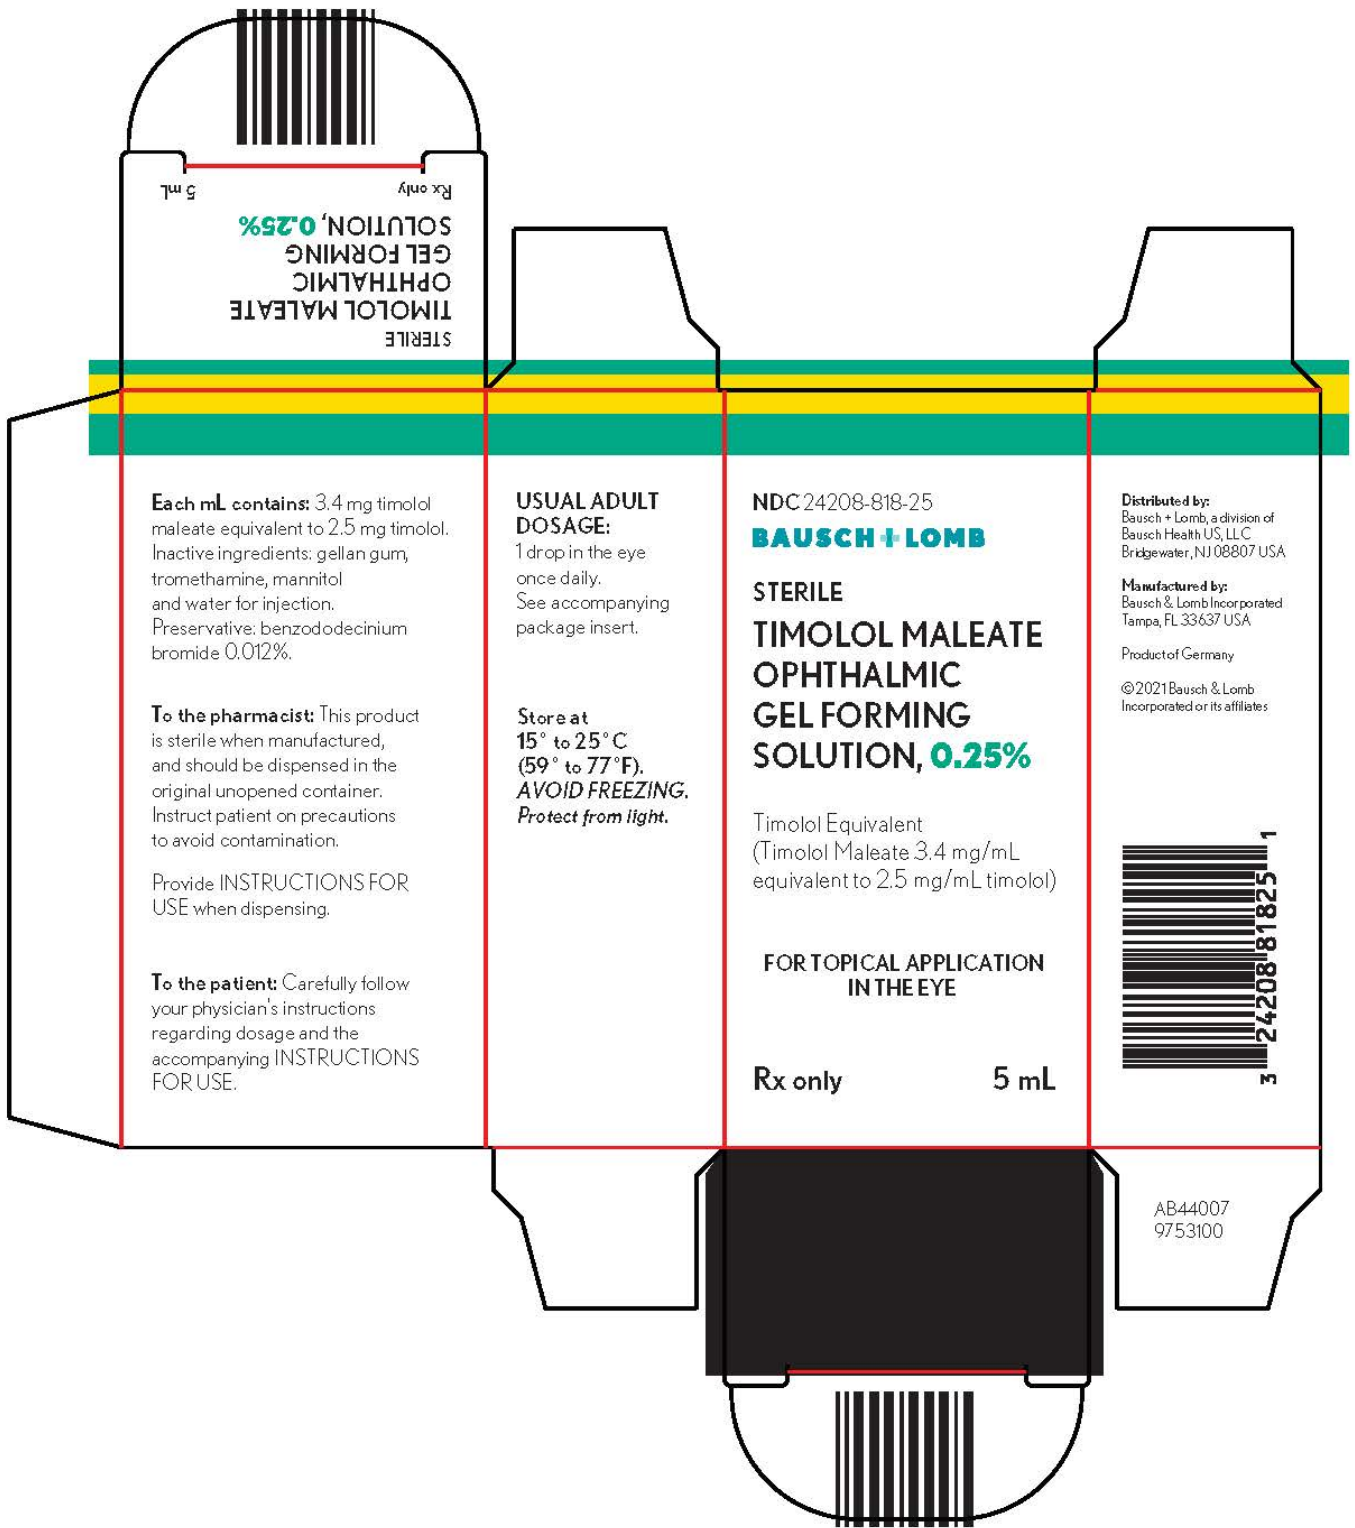 5 mL Rx only
SOLUTION, 0.25%
GEL FORMING
OPHTHALMIC
TIMOLOL MALEATE
STERILE
Each mL contains: 3.4 mg timolol
maleate equivalent to 2.5 mg timolol.
Inactive ingredients: gellan gum,
tromethamine, mannitol
and water for injection.
Preservative: benzododecinium
bromide 0.012%.
To the pharmacist: This product
is sterile when manufactured,
and should be dispensed in the
original unopened container.
Instruct patient on precautions
to avoid contamination.
Provide INSTRUCTIONS FOR
USE when dispensing.
To the patient: Carefully follow
your physician's instructions
regarding dosage and the
accompanying INSTRUCTIONS
FOR USE.
USUAL ADULT
DOSAGE:
1 drop in the eye
once daily.
See accompanying
package insert.
Store at
15° to 25°C
(59° to 77°F).
AVOID FREEZING.
Protect from light.
NDC 24208-818-25
BAUSCH + LOMB
STERILE
TIMOLOL MALEATE
OPHTHALMIC
GEL FORMING
SOLUTION, 0.25%
Timolol Equivalent
(Timolol Maleate 3.4 mg/mL
equivalent to 2.5 mg/mL timolol)
FOR TOPICAL APPLICATION
IN THE EYE
Rx only 5 mL
Distributed by:
Bausch + Lomb, a division of
Bausch Health US, LLC
Bridgewater, NJ 08807 USA
Manufactured by:
Bausch & Lomb Incorporated
Tampa, FL 33637 USA
Product of Germany
©2021 Bausch & Lomb
Incorporated or its affiliates
3 24208 81825 1
AB44007
9753100